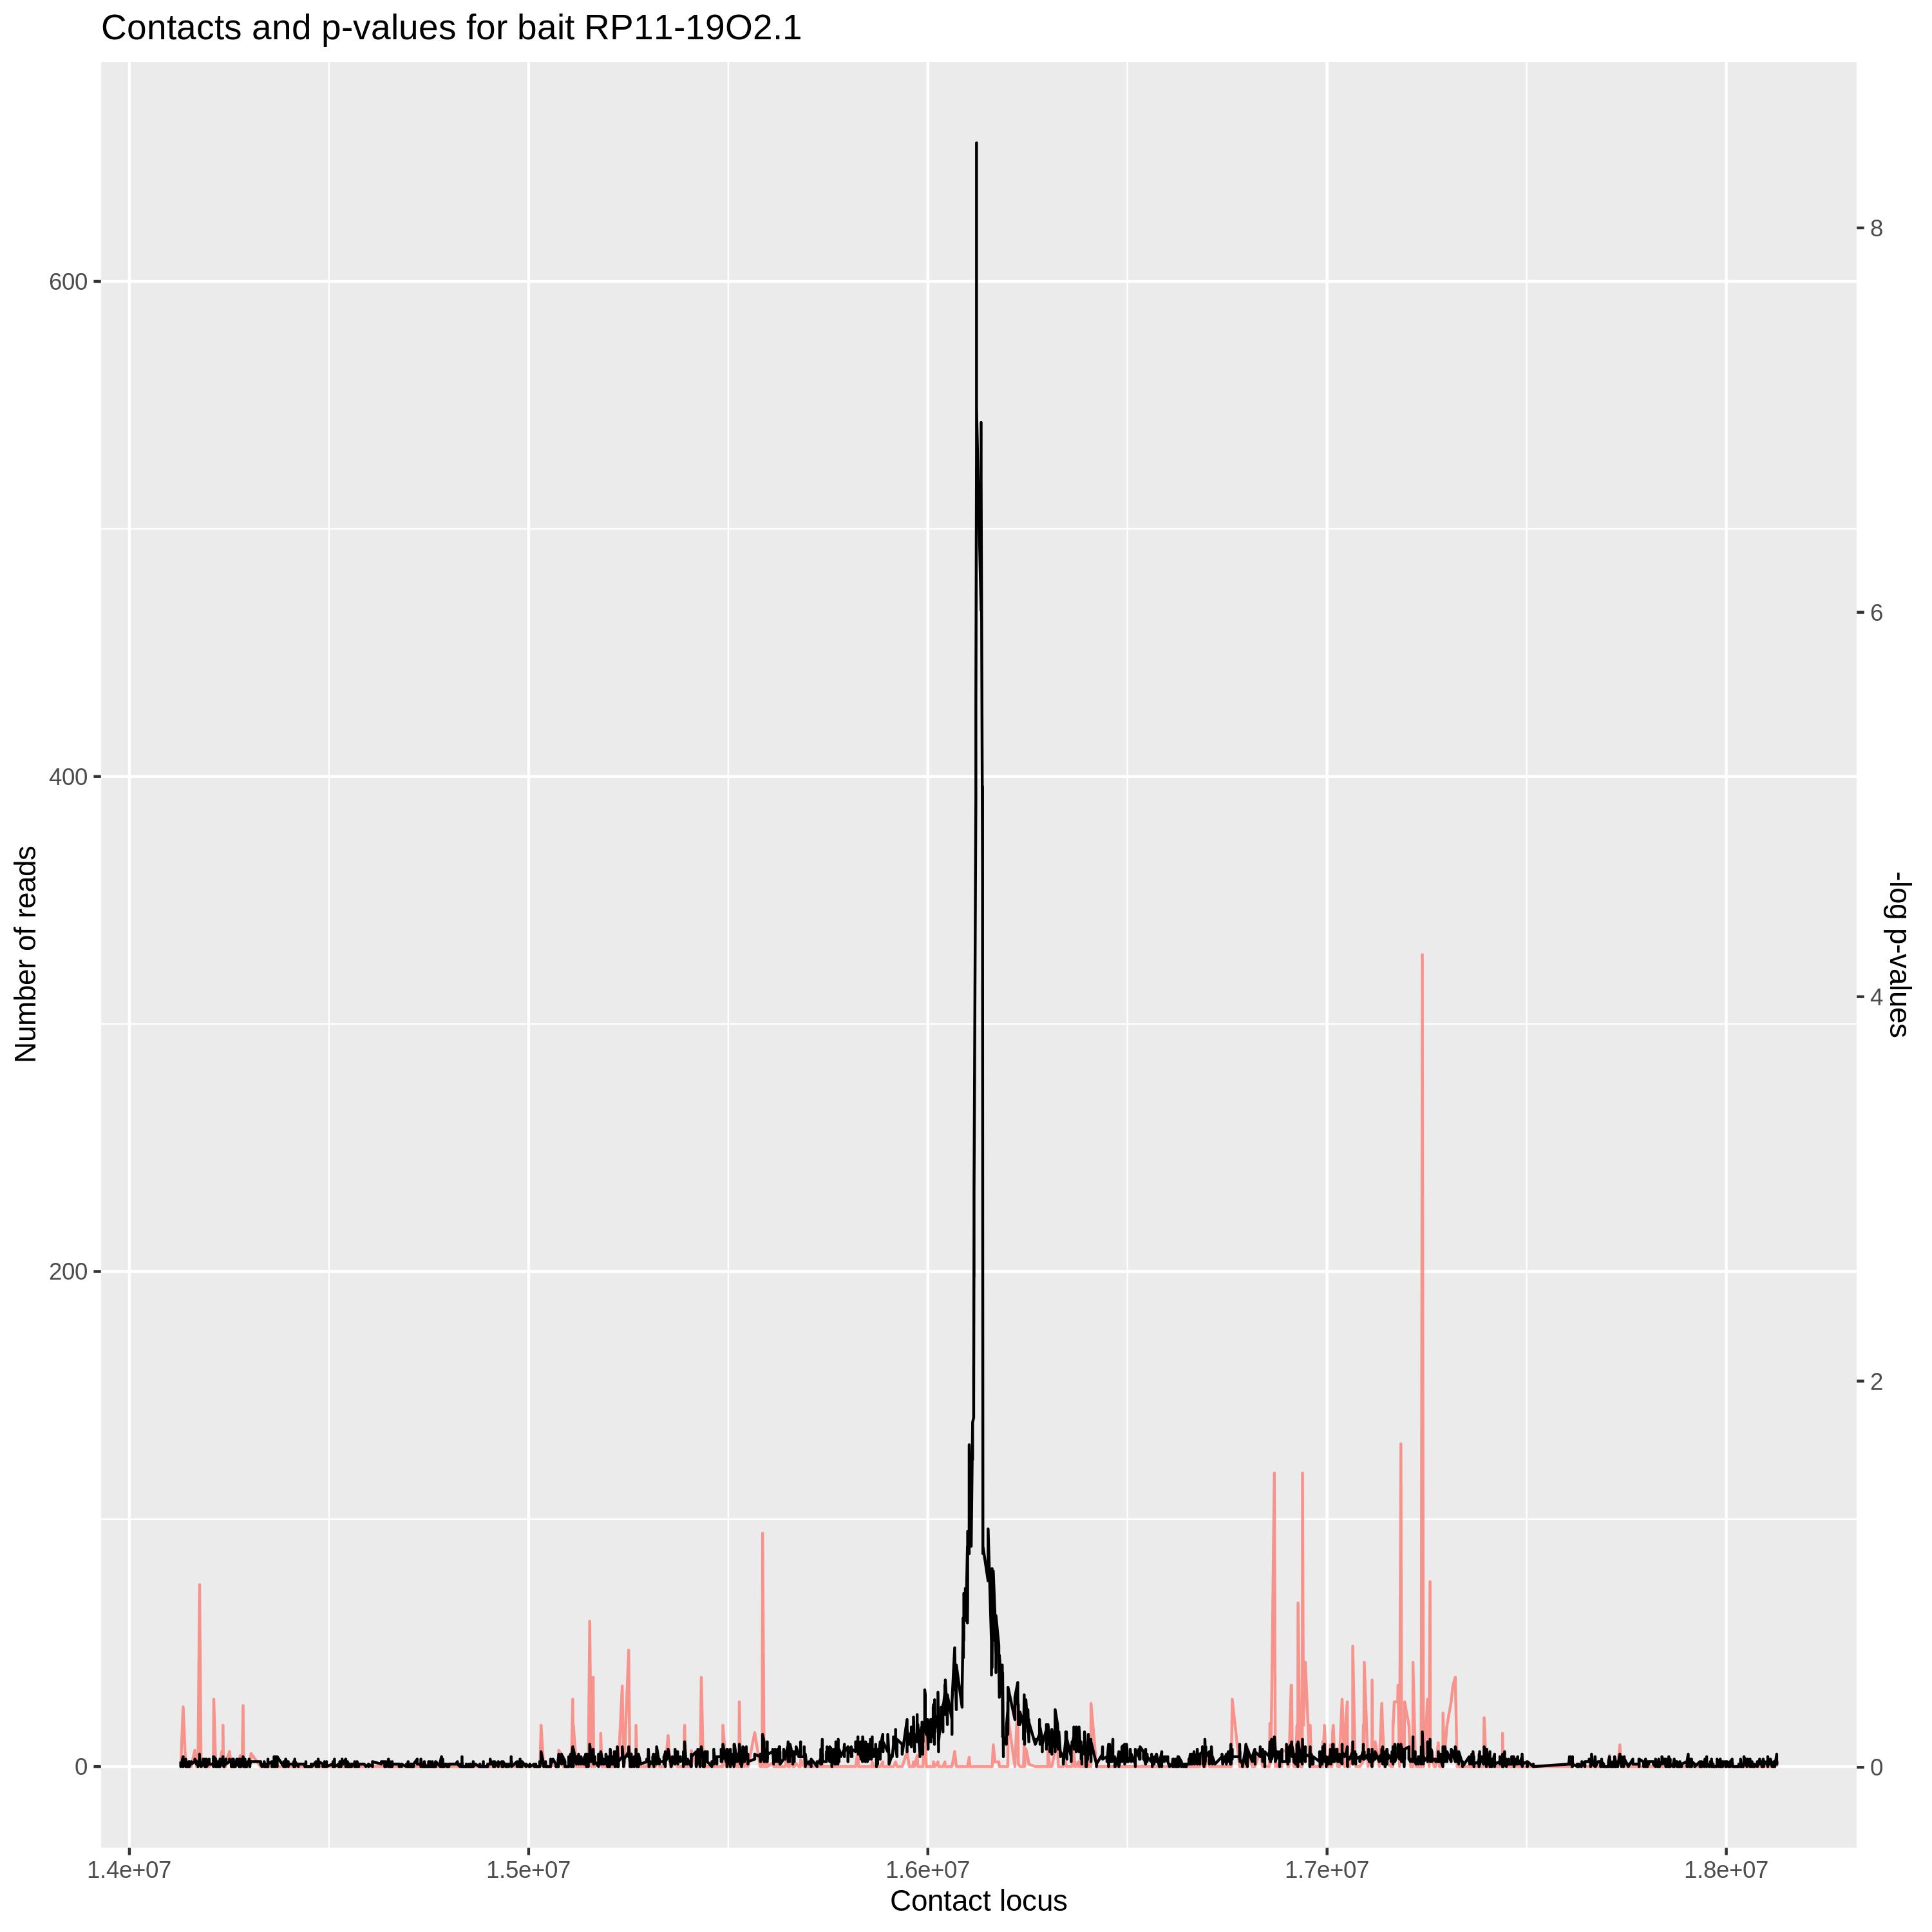 Contacts and p-values for bait RP11-19O2.1
8
600
6
400
Number of reads
-log p-values
4
200
2
0
0
1.4e+07
1.5e+07
1.6e+07
1.7e+07
1.8e+07
Contact locus